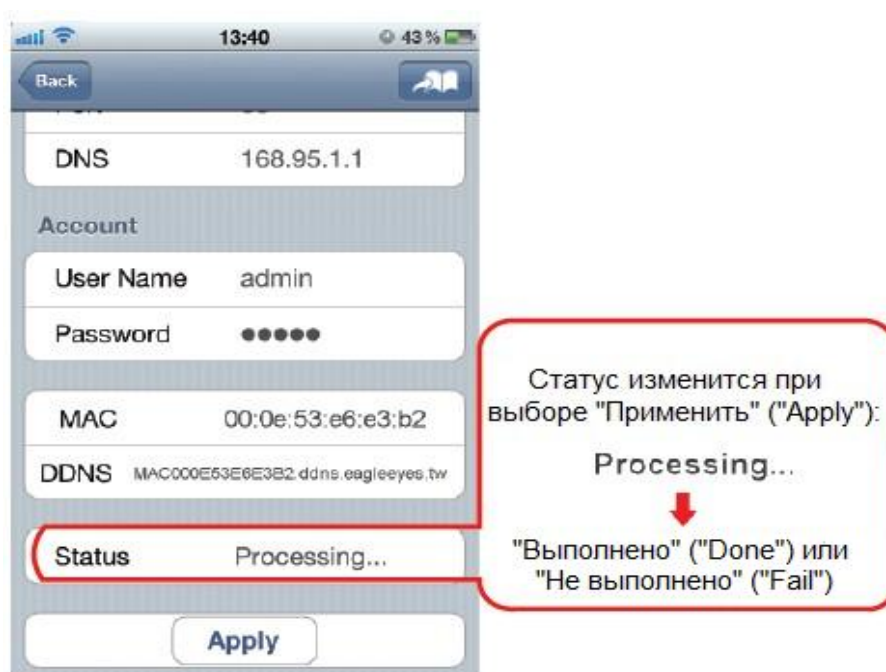 13:40 43%
Back
DNS 168.95.1.1
Account
User Name admin
Password ●●●●●
MAC 00:0e:53:e6:e3:b2
DDNS MAC000E53E6E3B2.ddns.eagleeyes.tw
Status Processing...
Apply
Статус изменится при
выборе "Применить" ("Apply"):
Processing...
"Выполнено" ("Done") или
"Не выполнено" ("Fail")